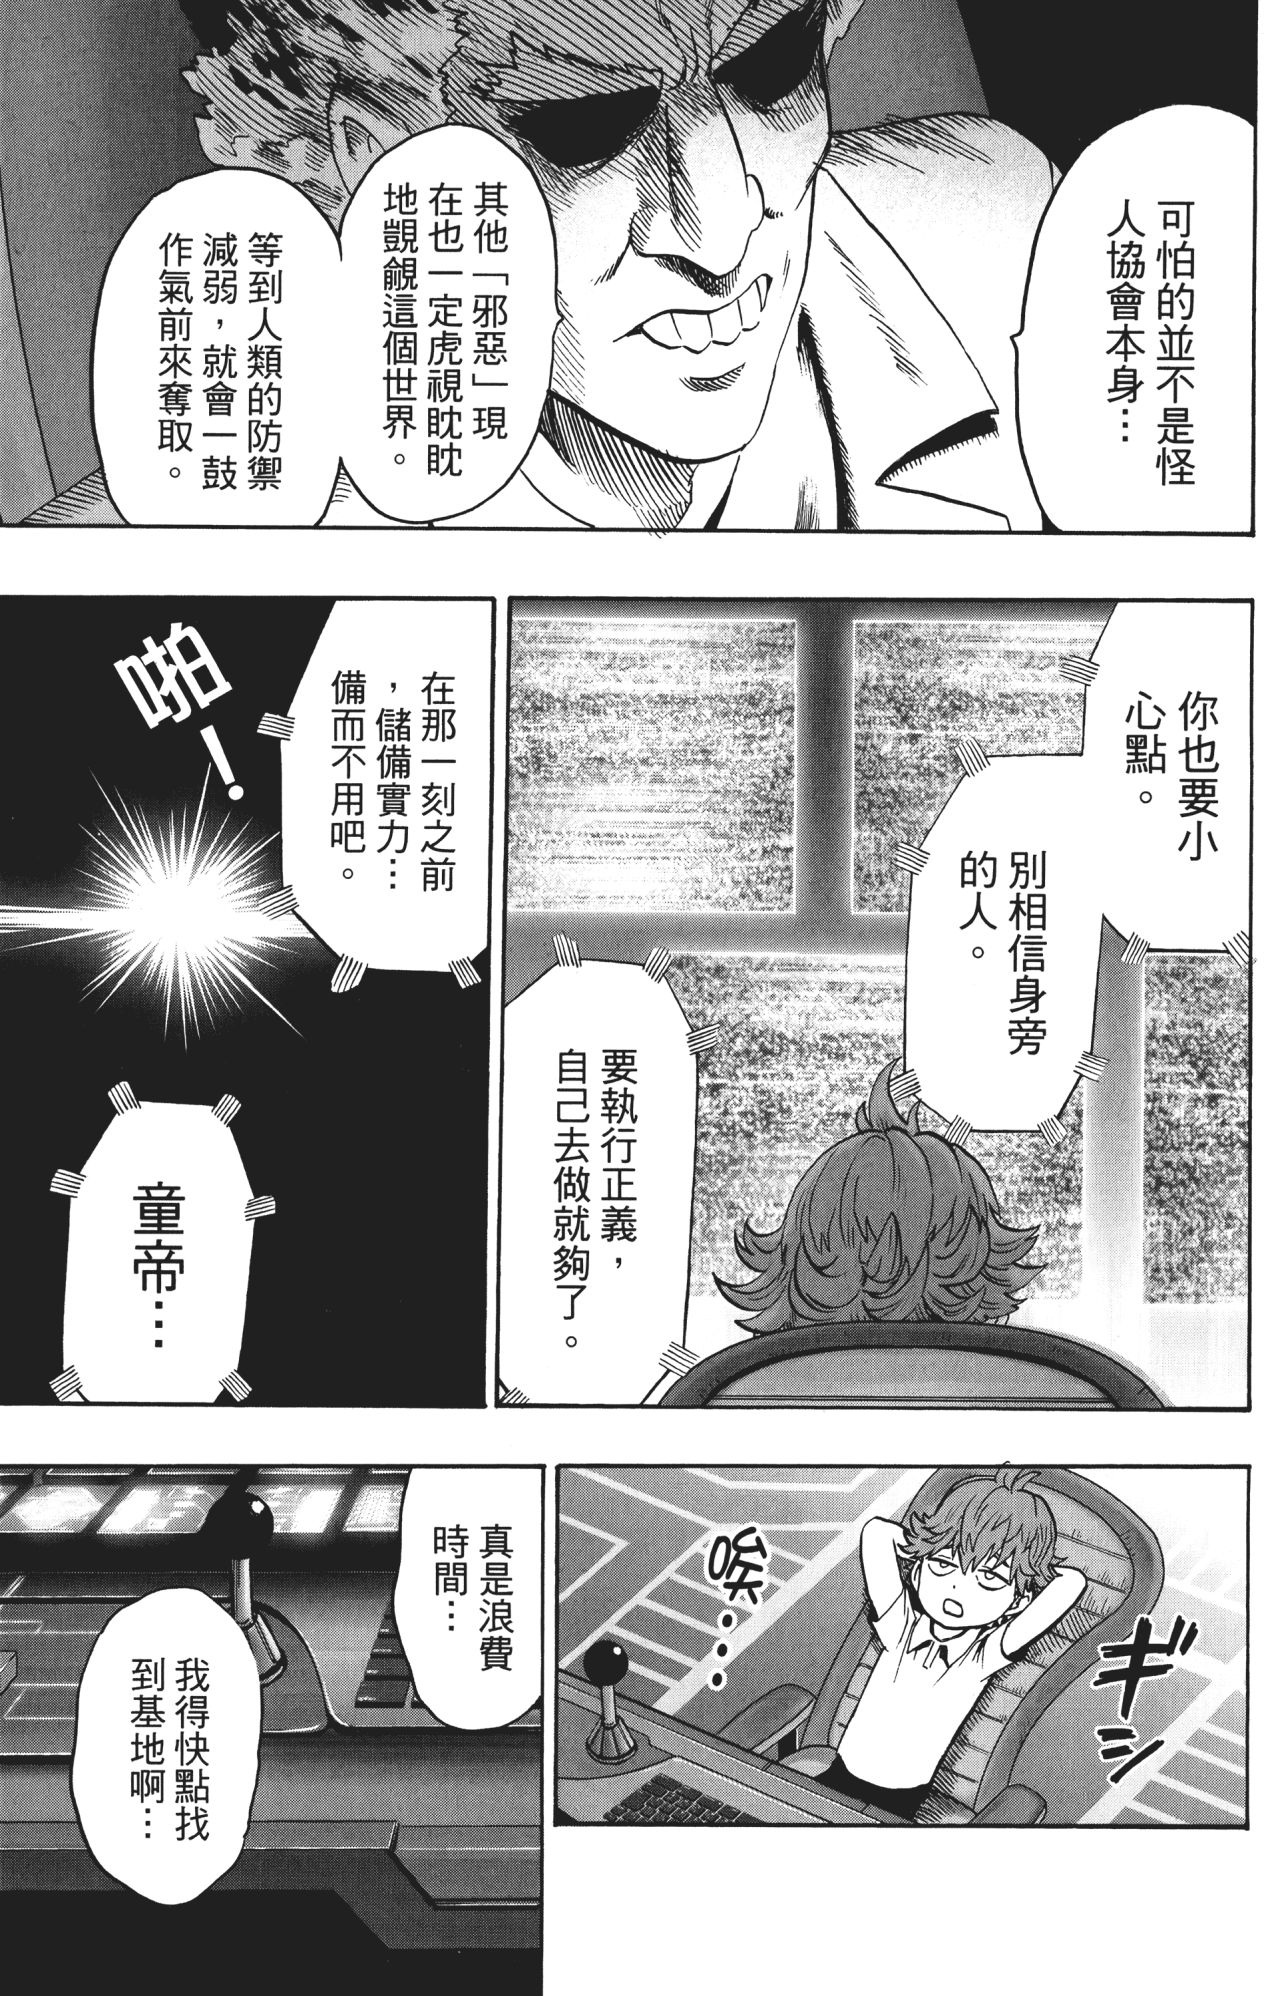 可怕的並不是怪
人協會本身…
其他「邪惡」現
在也一定虎視眈眈
地覬覦這個世界。
等到人類的防禦
減弱，就會一鼓
作氣前來奪取。
你也要小
心點。
別相信身旁
的人。
要執行正義，
自己去做就夠了。
在那一刻之前
，儲備實力…
備而不用吧。
啪！
童帝…
ギシ
唉…
真是浪費
時間…
我得快點找
到基地啊…